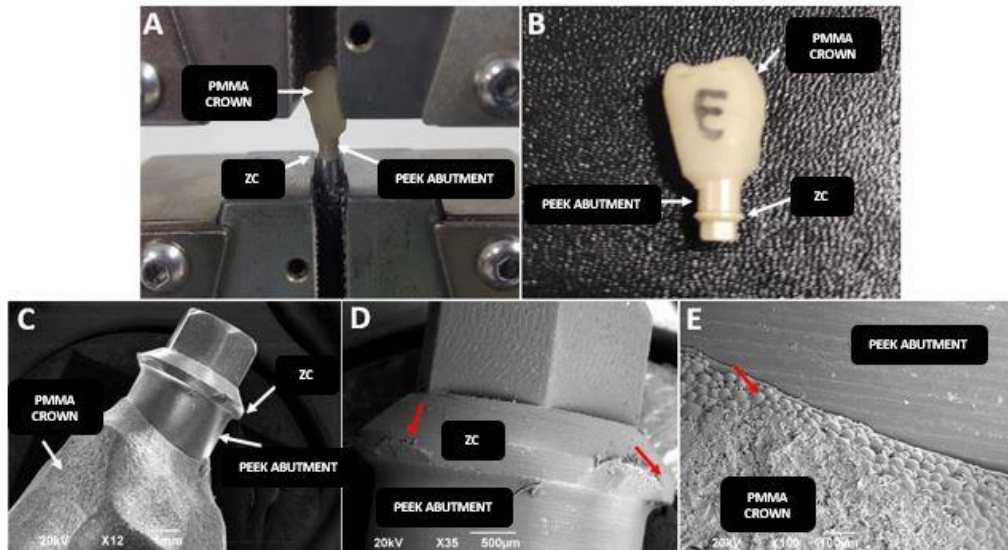 A
PMMA
CROWN
ZC
PEEK ABUTMENT
B
PMMA
CROWN
E
PEEK ABUTMENT
ZC
C
ZC
PMMA
CROWN
PEEK ABUTMENT
20kV X12 1mm
D
ZC
PEEK ABUTMENT
20kV X35 500μm
E
PEEK ABUTMENT
PMMA
CROWN
20kV X100 100μm